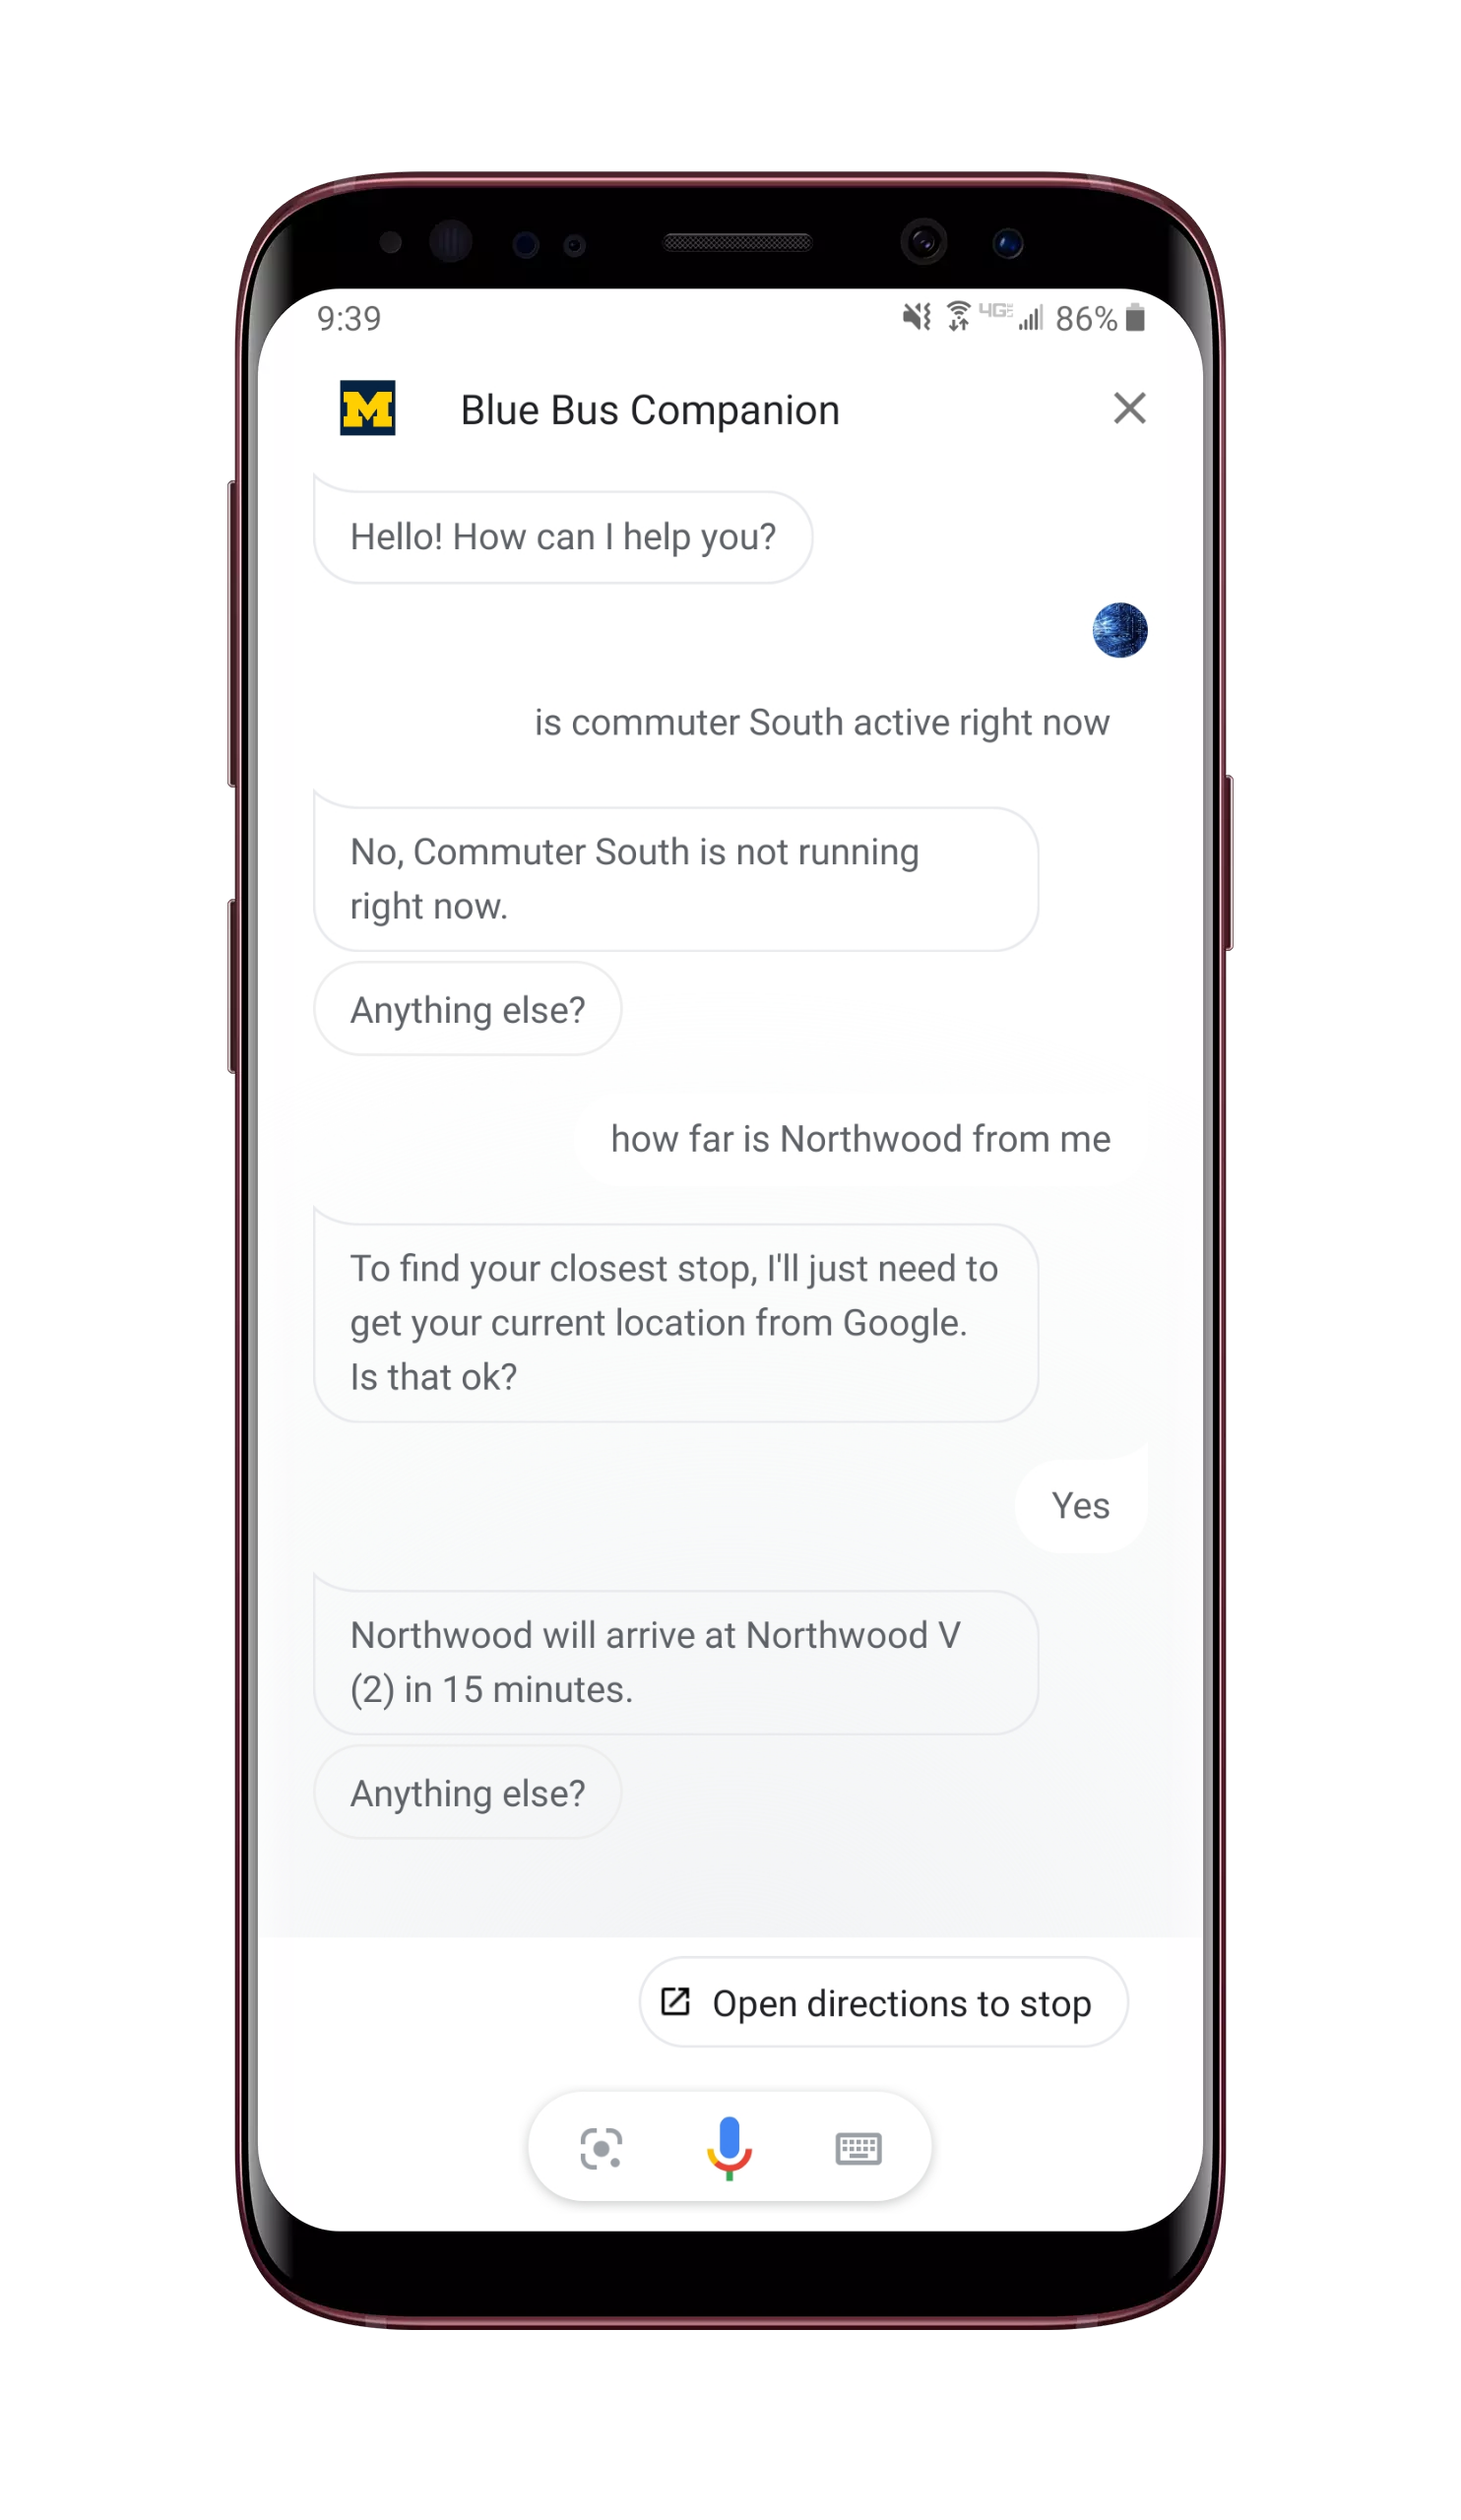 9:39
4GE 86%
M
Blue Bus Companion
Hello! How can I help you?
is commuter South active right now
No, Commuter South is not running
right now.
Anything else?
how far is Northwood from me
To find your closest stop, I'll just need to
get your current location from Google.
Is that ok?
Yes
Northwood will arrive at Northwood V
(2) in 15 minutes.
Anything else?
Open directions to stop